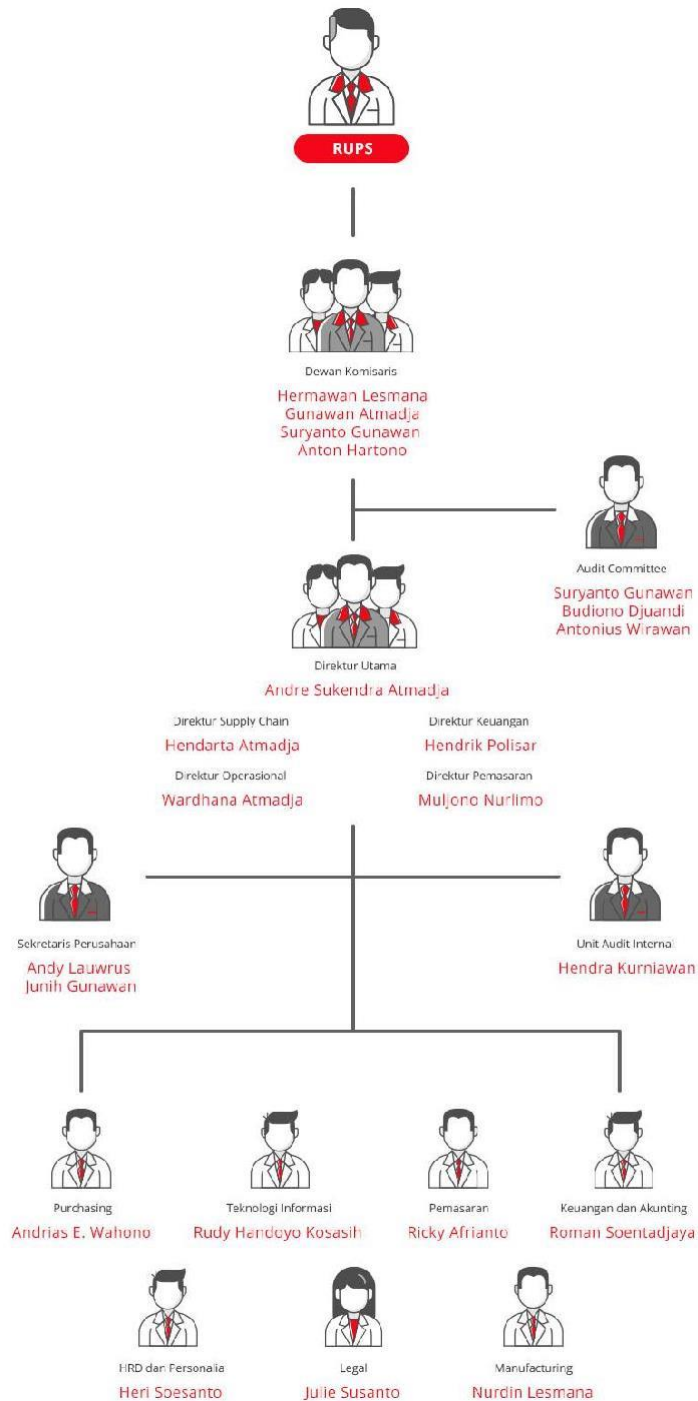 RUPS
Dewan Komisaris
Hermawan Lesmana
Gunawan Atmadja
Suryanto Gunawan
Anton Hartono
Audit Committee
Suryanto Gunawan
Budiono Djuandi
Antonius Wirawan
Direktur Utama
Andre Sukendra Atmadja
Direktur Supply Chain
Hendarta Atmadja
Direktur Keuangan
Hendrik Polisar
Direktur Operasional
Wardhana Atmadja
Direktur Pemasaran
Muljono Nurlimo
Sekretaris Perusahaan
Andy Lauwrus
Junih Gunawan
Unit Audit Internal
Hendra Kurniawan
Purchasing
Andrias E. Wahono
Teknologi Informasi
Rudy Handoyo Kosasih
Pemasaran
Ricky Afrianto
Keuangan dan Akunting
Roman Soentadjaya
HRD dan Personalia
Heri Soesanto
Legal
Julie Susanto
Manufacturing
Nurdin Lesmana